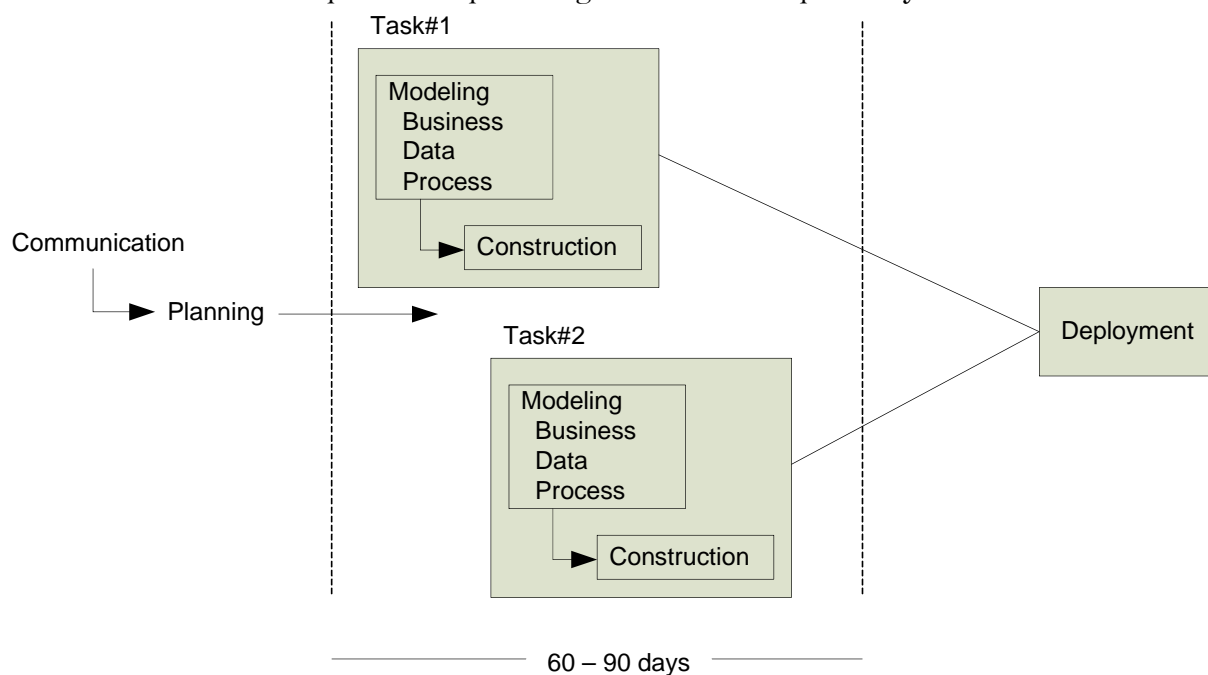 Task#1
Modeling
Business
Data
Process
Construction
Communication
Planning
Task#2
Modeling
Business
Data
Process
Construction
Deployment
60 – 90 days